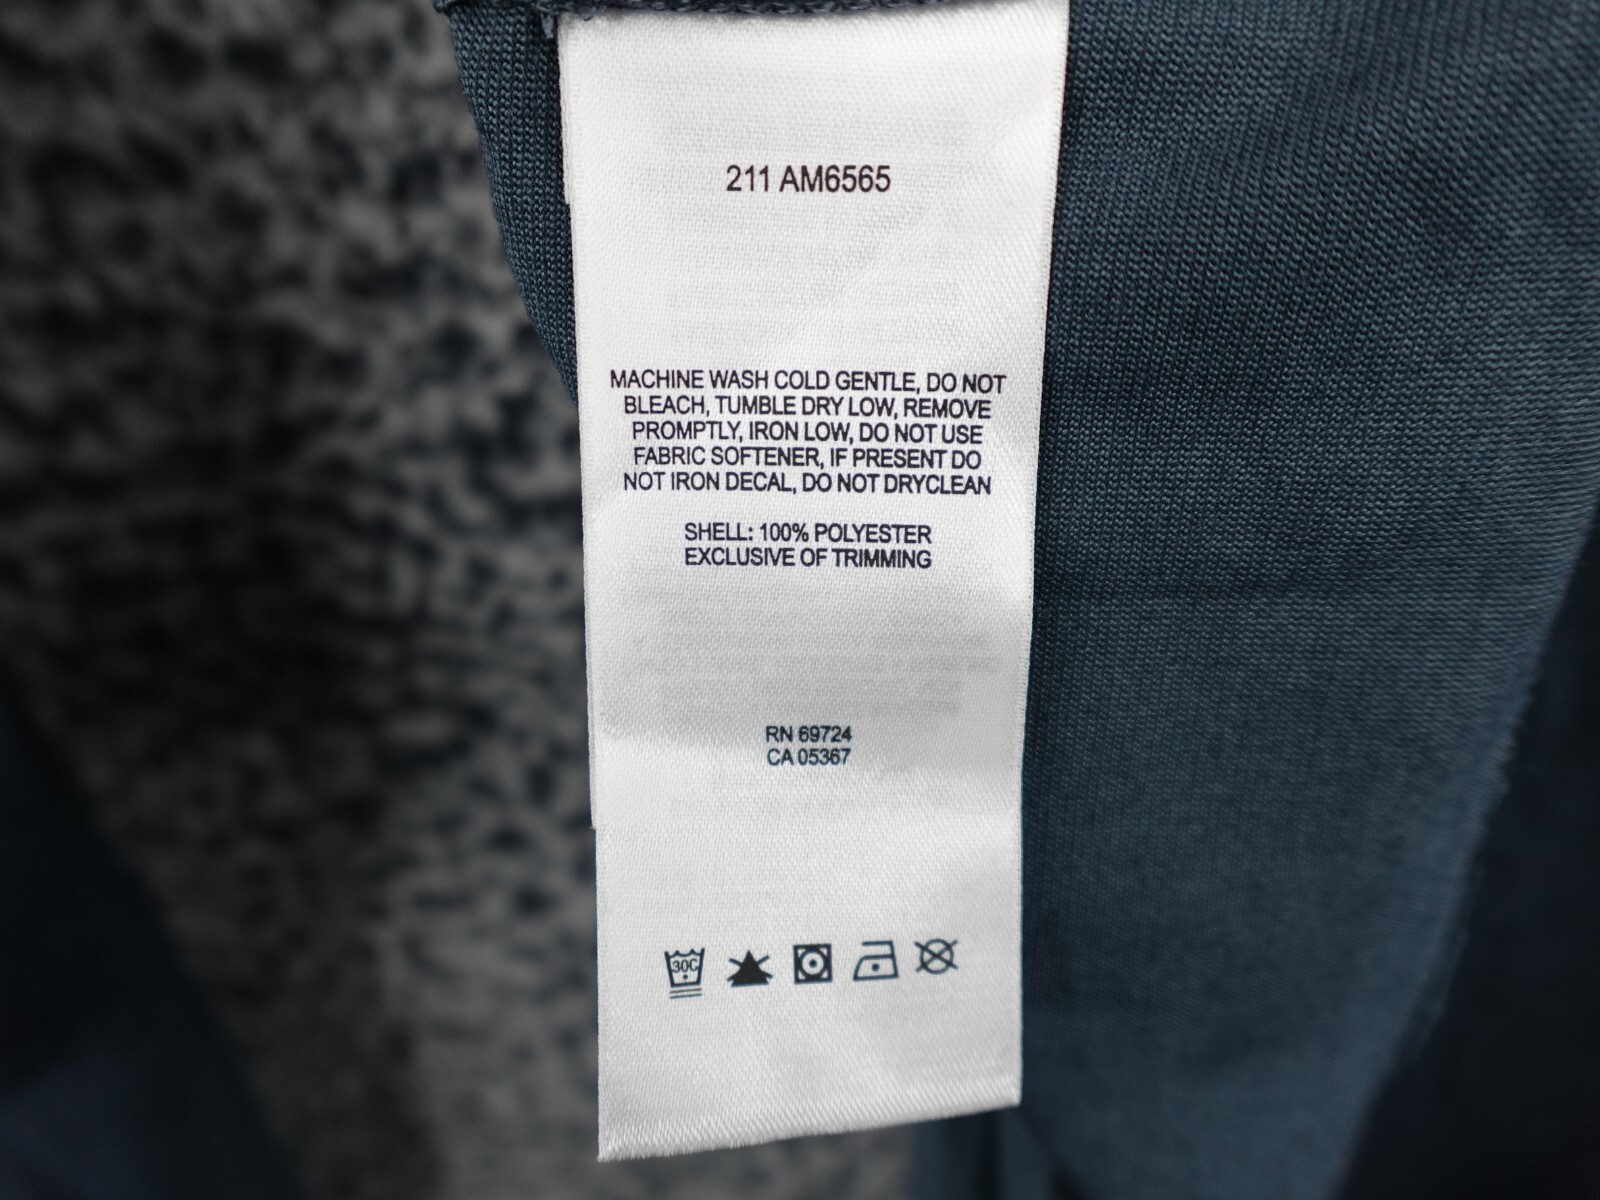 211 AM6565
MACHINE WASH COLD GENTLE, DO NOT
BLEACH, TUMBLE DRY LOW, REMOVE
PROMPTLY, IRON LOW, DO NOT USE
FABRIC SOFTENER, IF PRESENT DO
NOT IRON DECAL, DO NOT DRYCLEAN
SHELL: 100% POLYESTER
EXCLUSIVE OF TRIMMING
RN 69724
CA 05367
30C